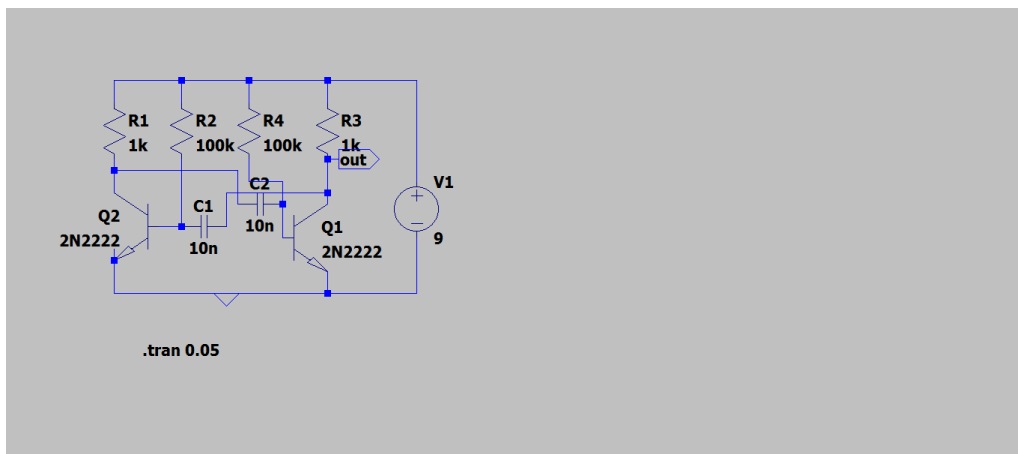 R1
1k
R2
100k
R4
100k
R3
1k
out
C2
10n
C1
10n
Q2
2N2222
Q1
2N2222
V1
9
.tran 0.05